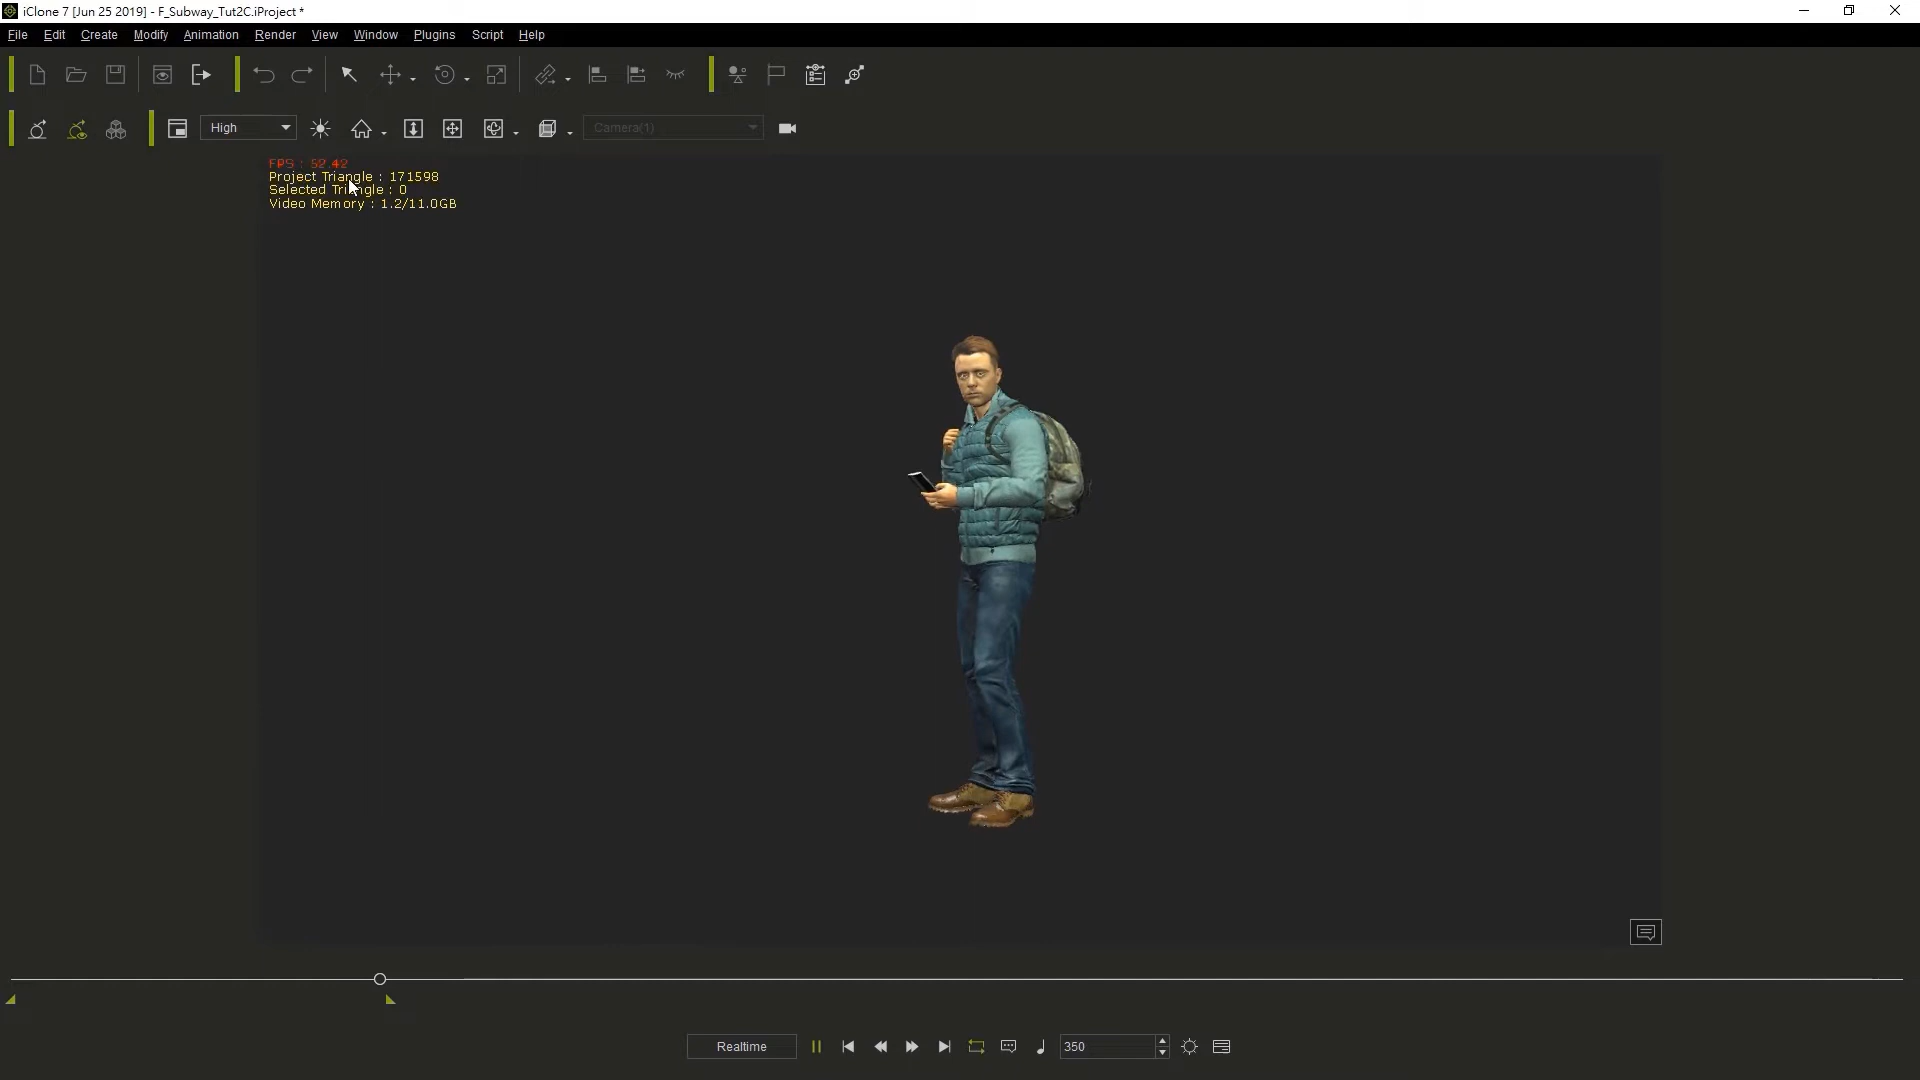 iClone 7 [Jun 25 2019] - F_Subway_Tut2C.iProject *
File Edit Create Modify Animation Render View Window Plugins Script Help
High
Camera(1)
FPS : 52.42
Project Triangle : 171598
Selected Triangle : 0
Video Memory : 1.2/11.0GB
Realtime
350